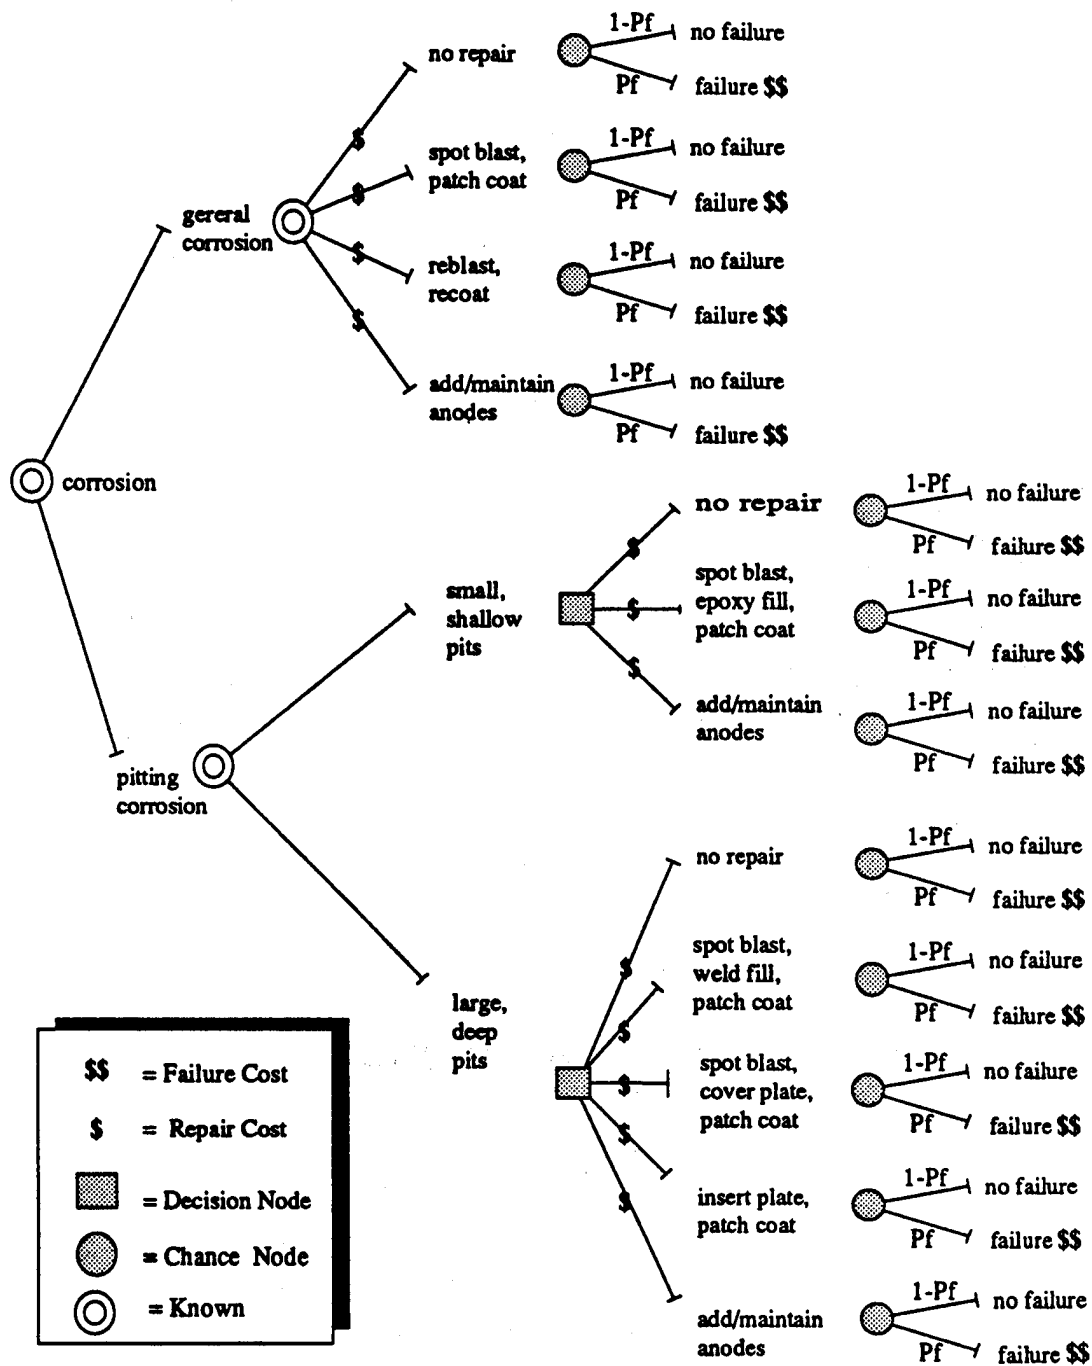 1-Pf
no failure
no repair
Pf
failure $$
$
1-Pf
no failure
spot blast,
patch coat
Pf
failure $$
$
gereral
corrosion
1-Pf
no failure
reblast,
recoat
Pf
failure $$
$
1-Pf
no failure
add/maintain
anodes
Pf
failure $$
$
corrosion
1-Pf
no failure
no repair
Pf
failure $$
$
small,
shallow
pits
1-Pf
no failure
spot blast,
epoxy fill,
patch coat
Pf
failure $$
$
1-Pf
no failure
add/maintain
anodes
Pf
failure $$
$
pitting
corrosion
1-Pf
no failure
no repair
Pf
failure $$
$
1-Pf
no failure
spot blast,
weld fill,
patch coat
Pf
failure $$
$
large,
deep
pits
1-Pf
no failure
spot blast,
cover plate,
patch coat
Pf
failure $$
$
1-Pf
no failure
insert plate,
patch coat
Pf
failure $$
$
1-Pf
no failure
add/maintain
anodes
Pf
failure $$
$
$$ = Failure Cost
$ = Repair Cost
= Decision Node
= Chance Node
= Known